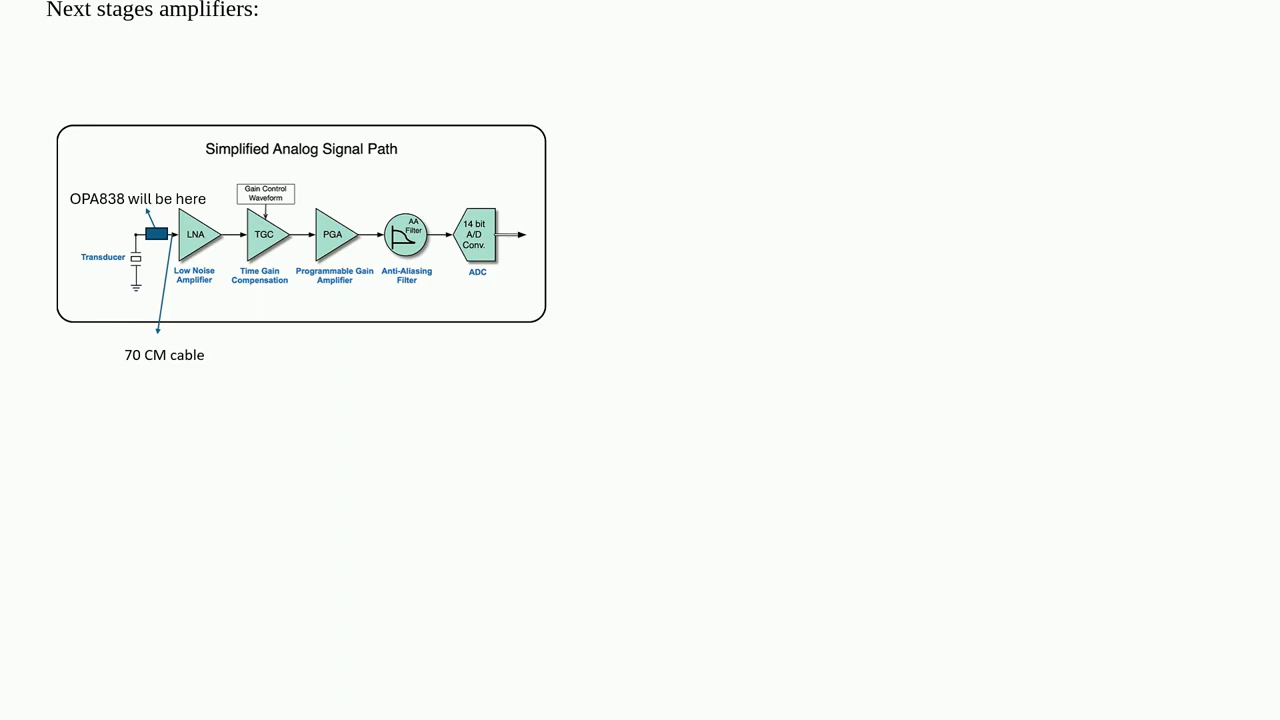 Next stages amplifiers:
Simplified Analog Signal Path
Gain Control
Waveform
OPA838 will be here
LNA
TGC
PGA
AA
Filter
14 bit
A/D
Conv.
Transducer
Low Noise
Amplifier
Time Gain
Compensation
Programmable Gain
Amplifier
Anti-Aliasing
Filter
ADC
70 CM cable